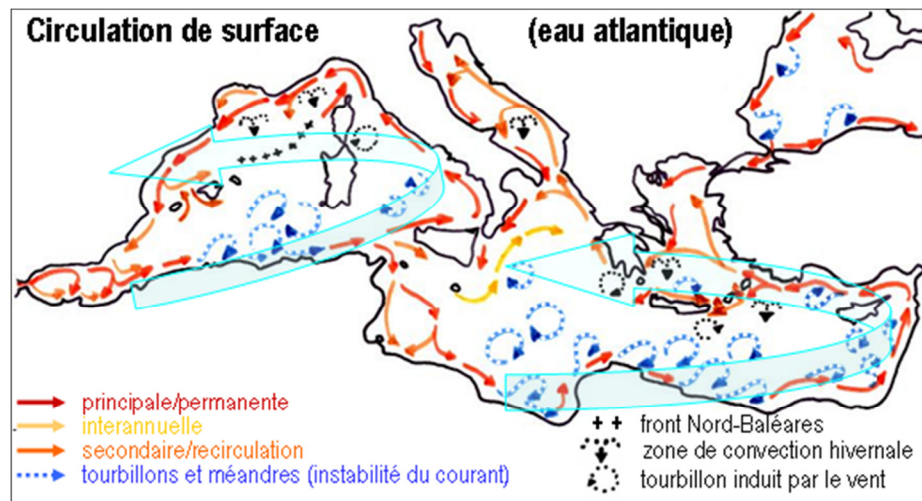 Circulation de surface (eau atlantique)
principale/permanente
interannuelle
secondaire/recirculation
tourbillons et méandres (instabilité du courant)
front Nord-Baléares
zone de convection hivernale
tourbillon induit par le vent